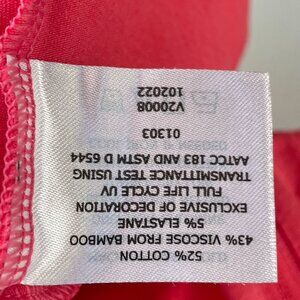 52% COTTON
43% VISCOSE FROM BAMBOO
5% ELASTANE
EXCLUSIVE OF DECORATION
FULL LIFE CYCLE UV
TRANSMITTANCE TEST USING
AATCC 183 AND ASTM D 6544
01303
V20008
102022